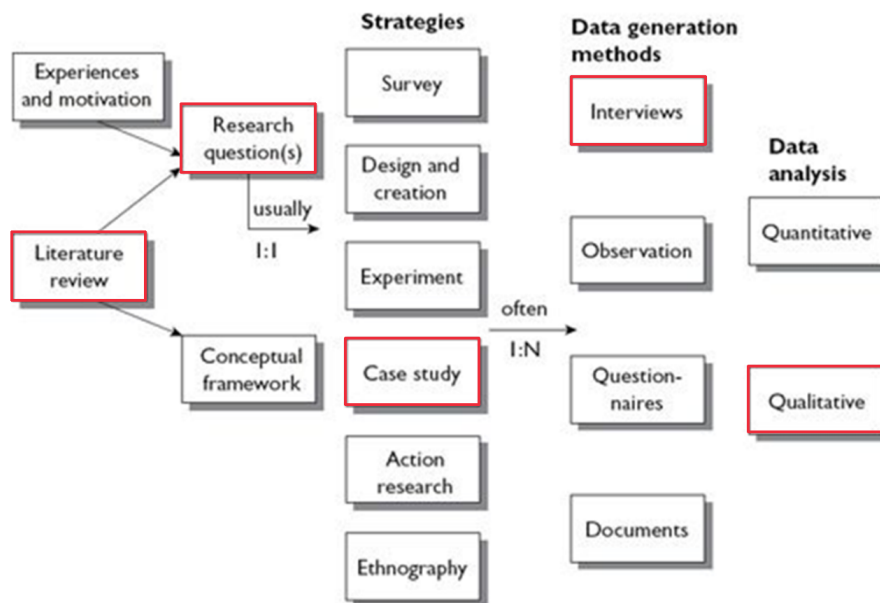 Strategies
Data generation
methods
Experiences
and motivation
Survey
Interviews
Research
question(s)
Data
analysis
Design and
creation
usually
1:1
Quantitative
Literature
review
Experiment
Observation
often
1:N
Conceptual
framework
Case study
Question-
naires
Qualitative
Action
research
Documents
Ethnography